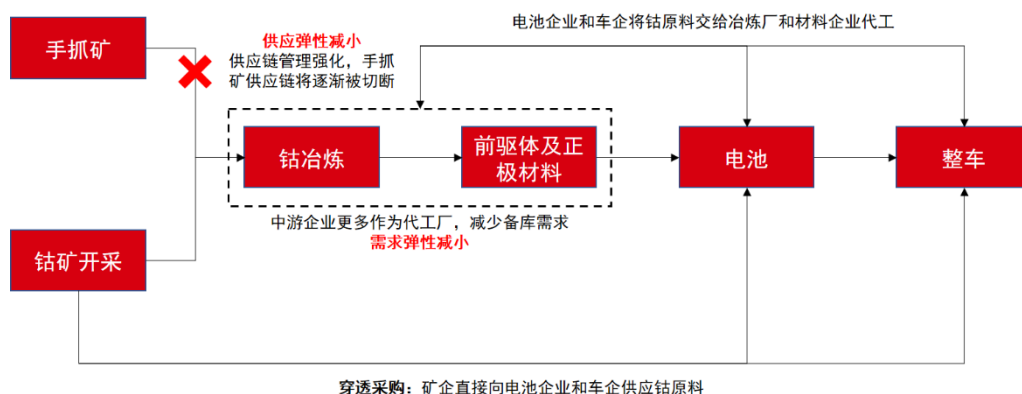 电池企业和车企将钴原料交给冶炼厂和材料企业代工
手抓矿
供应弹性减小
供应链管理强化，手抓
矿供应链将逐渐被切断
钴冶炼
前驱体及正
极材料
电池
整车
中游企业更多作为代工厂，减少备库需求
需求弹性减小
钴矿开采
穿透采购：矿企直接向电池企业和车企供应钴原料